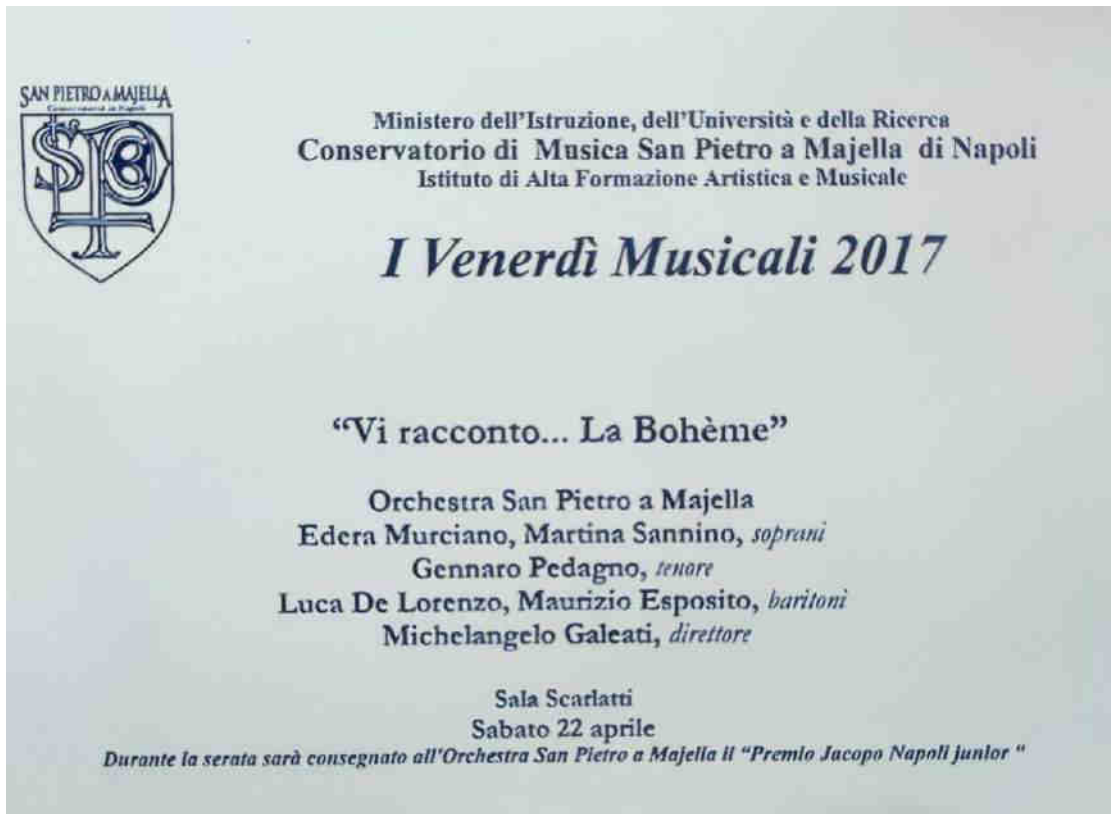 SAN PIETRO A MAJELLA
Conservatorio di Napoli
Ministero dell'Istruzione, dell'Università e della Ricerca
Conservatorio di Musica San Pietro a Majella di Napoli
Istituto di Alta Formazione Artistica e Musicale
I Venerdì Musicali 2017
“Vi racconto... La Bohème”
Orchestra San Pietro a Majella
Edera Murciano, Martina Sannino, soprani
Gennaro Pedagno, tenore
Luca De Lorenzo, Maurizio Esposito, baritoni
Michelangelo Galeati, direttore
Sala Scarlatti
Sabato 22 aprile
Durante la serata sarà consegnato all'Orchestra San Pietro a Majella il “Premio Jacopo Napoli junior “